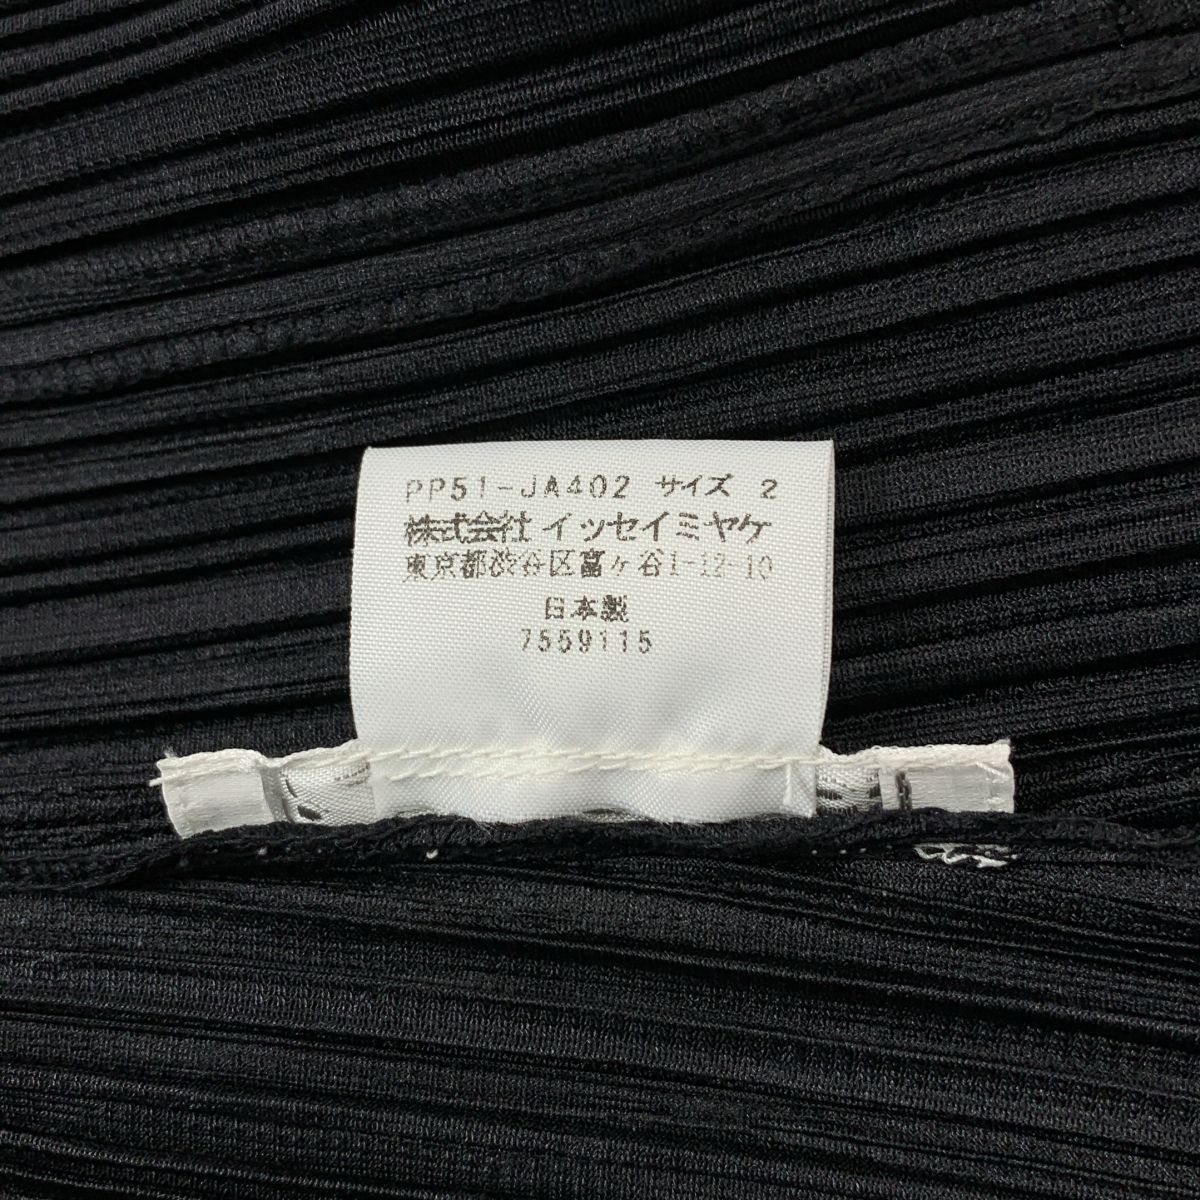 PP51-JA402 サイズ 2
株式会社イッセイミヤケ
東京都渋谷区富ヶ谷1-12-10
日本製
7559115